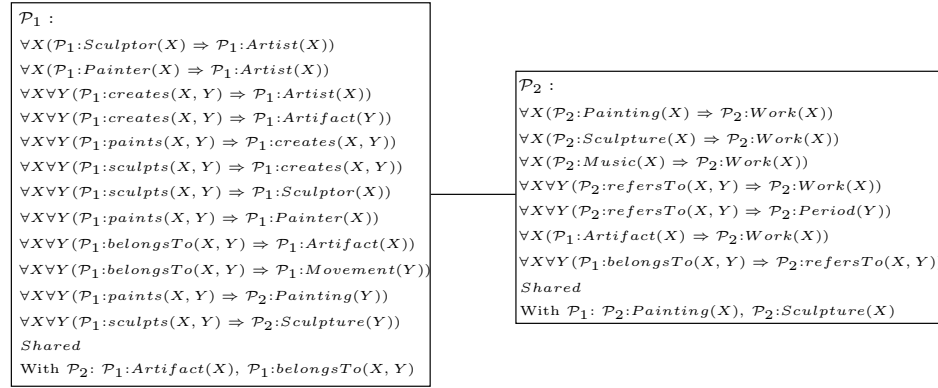 𝒫₁ :
∀X(𝒫₁:Sculptor(X) ⇒ 𝒫₁:Artist(X))
∀X(𝒫₁:Painter(X) ⇒ 𝒫₁:Artist(X))
∀X∀Y(𝒫₁:creates(X, Y) ⇒ 𝒫₁:Artist(X))
∀X∀Y(𝒫₁:creates(X, Y) ⇒ 𝒫₁:Artifact(Y))
∀X∀Y(𝒫₁:paints(X, Y) ⇒ 𝒫₁:creates(X, Y))
∀X∀Y(𝒫₁:sculpts(X, Y) ⇒ 𝒫₁:creates(X, Y))
∀X∀Y(𝒫₁:sculpts(X, Y) ⇒ 𝒫₁:Sculptor(X))
∀X∀Y(𝒫₁:paints(X, Y) ⇒ 𝒫₁:Painter(X))
∀X∀Y(𝒫₁:belongsTo(X, Y) ⇒ 𝒫₁:Artifact(X))
∀X∀Y(𝒫₁:belongsTo(X, Y) ⇒ 𝒫₁:Movement(Y))
∀X∀Y(𝒫₁:paints(X, Y) ⇒ 𝒫₂:Painting(Y))
∀X∀Y(𝒫₁:sculpts(X, Y) ⇒ 𝒫₂:Sculpture(Y))
Shared
With 𝒫₂: 𝒫₁:Artifact(X), 𝒫₁:belongsTo(X, Y)
𝒫₂ :
∀X(𝒫₂:Painting(X) ⇒ 𝒫₂:Work(X))
∀X(𝒫₂:Sculpture(X) ⇒ 𝒫₂:Work(X))
∀X(𝒫₂:Music(X) ⇒ 𝒫₂:Work(X))
∀X∀Y(𝒫₂:refersTo(X, Y) ⇒ 𝒫₂:Work(X))
∀X∀Y(𝒫₂:refersTo(X, Y) ⇒ 𝒫₂:Period(Y))
∀X(𝒫₁:Artifact(X) ⇒ 𝒫₂:Work(X))
∀X∀Y(𝒫₁:belongsTo(X, Y) ⇒ 𝒫₂:refersTo(X, Y)
Shared
With 𝒫₁: 𝒫₂:Painting(X), 𝒫₂:Sculpture(X)